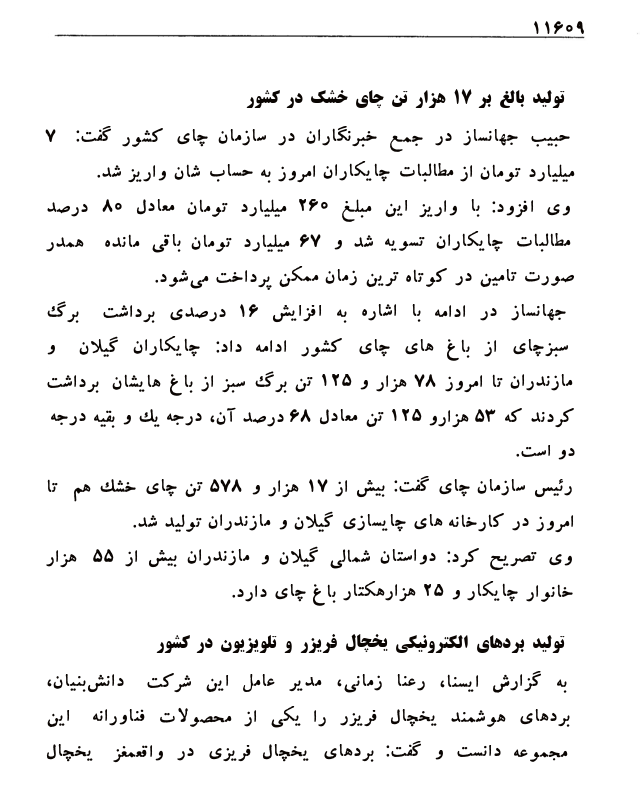 ۱۱۶۰۹
تولید بالغ بر ۱۷ هزار تن چای خشک در کشور
حبیب جهانساز در جمع خبرنگاران در سازمان چای کشور گفت: ۷
میلیارد تومان از مطالبات چایکاران امروز به حساب شان واریز شد.
وی افزود: با واریز این مبلغ ۲۶۰ میلیارد تومان معادل ۸۰ درصد
مطالبات چایکاران تسویه شد و ۶۷ میلیارد تومان باقی مانده همدر
صورت تامین در کوتاه ترین زمان ممکن پرداخت می‌شود.
جهانساز در ادامه با اشاره به افزایش ۱۶ درصدی برداشت برگ
سبزچای از باغ های چای کشور ادامه داد: چایکاران گیلان و
مازندران تا امروز ۷۸ هزار و ۱۲۵ تن برگ سبز از باغ هایشان برداشت
کردند که ۵۳ هزارو ۱۲۵ تن معادل ۶۸ درصد آن، درجه یك و بقیه درجه
دو است.
رئیس سازمان چای گفت: بیش از ۱۷ هزار و ۵۷۸ تن چای خشك هم تا
امروز در کارخانه های چایسازی گیلان و مازندران تولید شد.
وی تصریح کرد: دواستان شمالی گیلان و مازندران بیش از ۵۵ هزار
خانوار چایکار و ۲۵ هزارهکتار باغ چای دارد.
تولید بردهای الکترونیکی یخچال فریزر و تلویزیون در کشور
به گزارش ایسنا، رعنا زمانی، مدیر عامل این شرکت دانش‌بنیان،
بردهای هوشمند یخچال فریزر را یکی از محصولات فناورانه این
مجموعه دانست و گفت: بردهای یخچال فریزی در واقعمغز یخچال